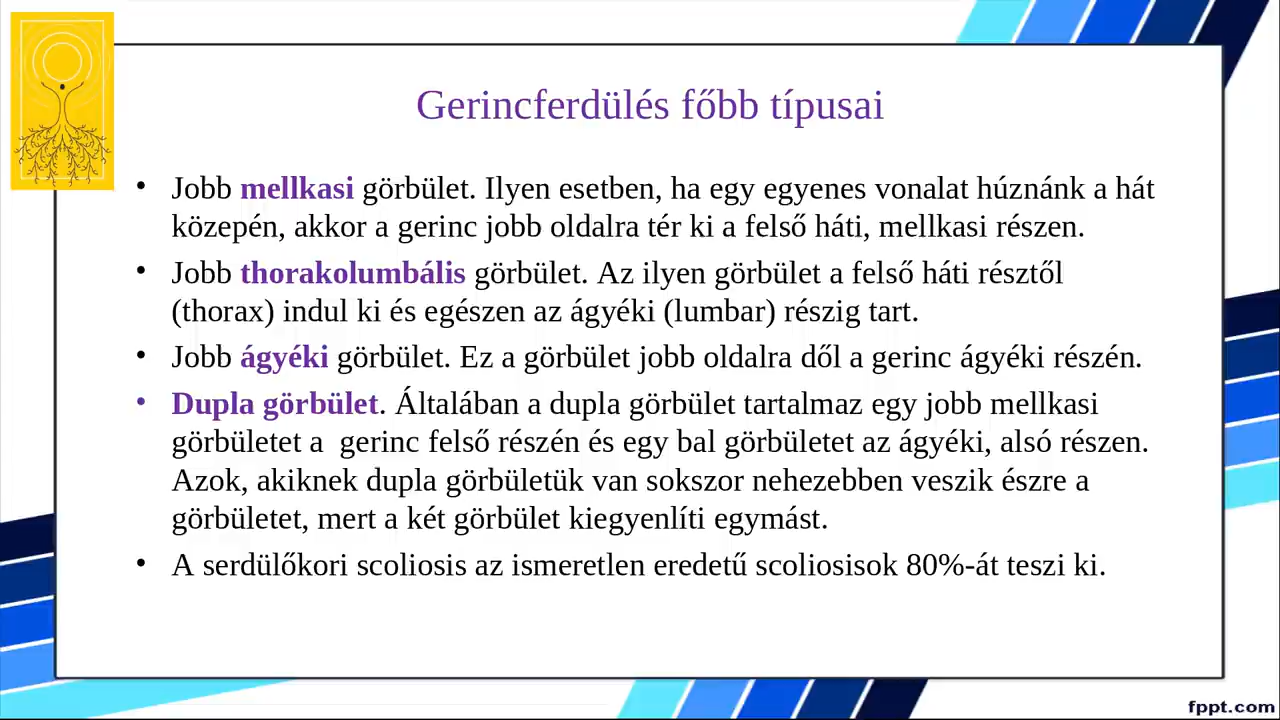 Gerincferdülés főbb típusai
• Jobb mellkasi görbület. Ilyen esetben, ha egy egyenes vonalat húznánk a hát
közepén, akkor a gerinc jobb oldalra tér ki a felső háti, mellkasi részen.
• Jobb thorakolumbális görbület. Az ilyen görbület a felső háti résztől
(thorax) indul ki és egészen az ágyéki (lumbar) részig tart.
• Jobb ágyéki görbület. Ez a görbület jobb oldalra dől a gerinc ágyéki részén.
• Dupla görbület. Általában a dupla görbület tartalmaz egy jobb mellkasi
görbületet a  gerinc felső részén és egy bal görbületet az ágyéki, alsó részen.
Azok, akiknek dupla görbületük van sokszor nehezebben veszik észre a
görbületet, mert a két görbület kiegyenlíti egymást.
• A serdülőkori scoliosis az ismeretlen eredetű scoliosisok 80%-át teszi ki.
fppt.com